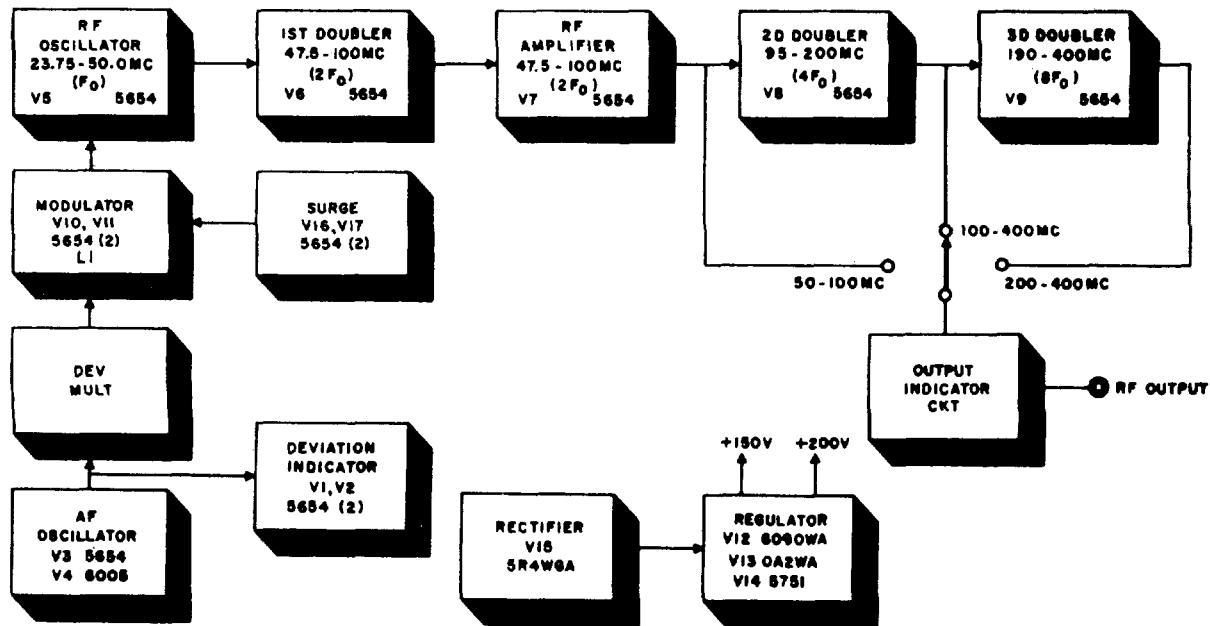 RF
OSCILLATOR
23.75-50.0MC
(F0)
V5 5654
1ST DOUBLER
47.5-100MC
(2F0)
V6 5654
RF
AMPLIFIER
47.5-100MC
(2F0)
V7 5654
2D DOUBLER
95-200MC
(4F0)
V8 5654
3D DOUBLER
190-400MC
(8F0)
V9 5654
MODULATOR
V10, V11
5654 (2)
L1
SURGE
V16, V17
5654 (2)
100-400MC
50-100MC
200-400MC
DEV
MULT
OUTPUT
INDICATOR
CKT
RF OUTPUT
DEVIATION
INDICATOR
V1, V2
5654 (2)
+150V
+200V
AF
OSCILLATOR
V3 5654
V4 6005
RECTIFIER
V15
5R4WGA
REGULATOR
V12 6080WA
V13 0A2WA
V14 5751